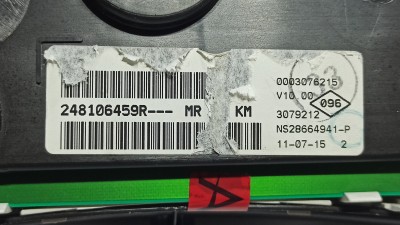 0003076215
V10.00
096
248106459R--- MR KM
3079212
NS28664941-P
11-07-15 2
A